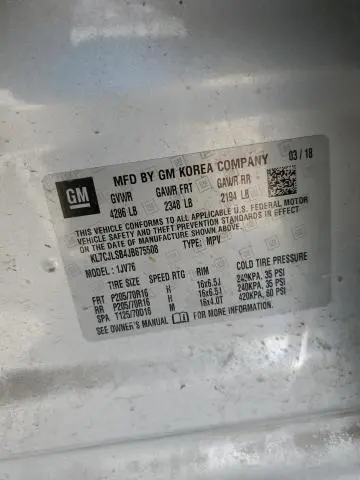 GM
MFD BY GM KOREA COMPANY 03/18
GVWR GAWR FRT GAWR RR
4296 LB 2348 LB 2194 LB
THIS VEHICLE CONFORMS TO ALL APPLICABLE U.S. FEDERAL MOTOR
VEHICLE SAFETY AND THEFT PREVENTION STANDARDS IN EFFECT
ON THE DATE OF MANUFACTURE SHOWN ABOVE.
KL7CJLSB4JB675508 TYPE: MPV
MODEL: 1JV76
TIRE SIZE SPEED RTG RIM COLD TIRE PRESSURE
FRT P205/70R16 H 16x6.5J 240KPA, 35 PSI
RR P205/70R16 H 16x6.5J 240KPA, 35 PSI
SPA T125/70D16 M 16x4.0T 420KPA, 60 PSI
SEE OWNER'S MANUAL FOR MORE INFORMATION.